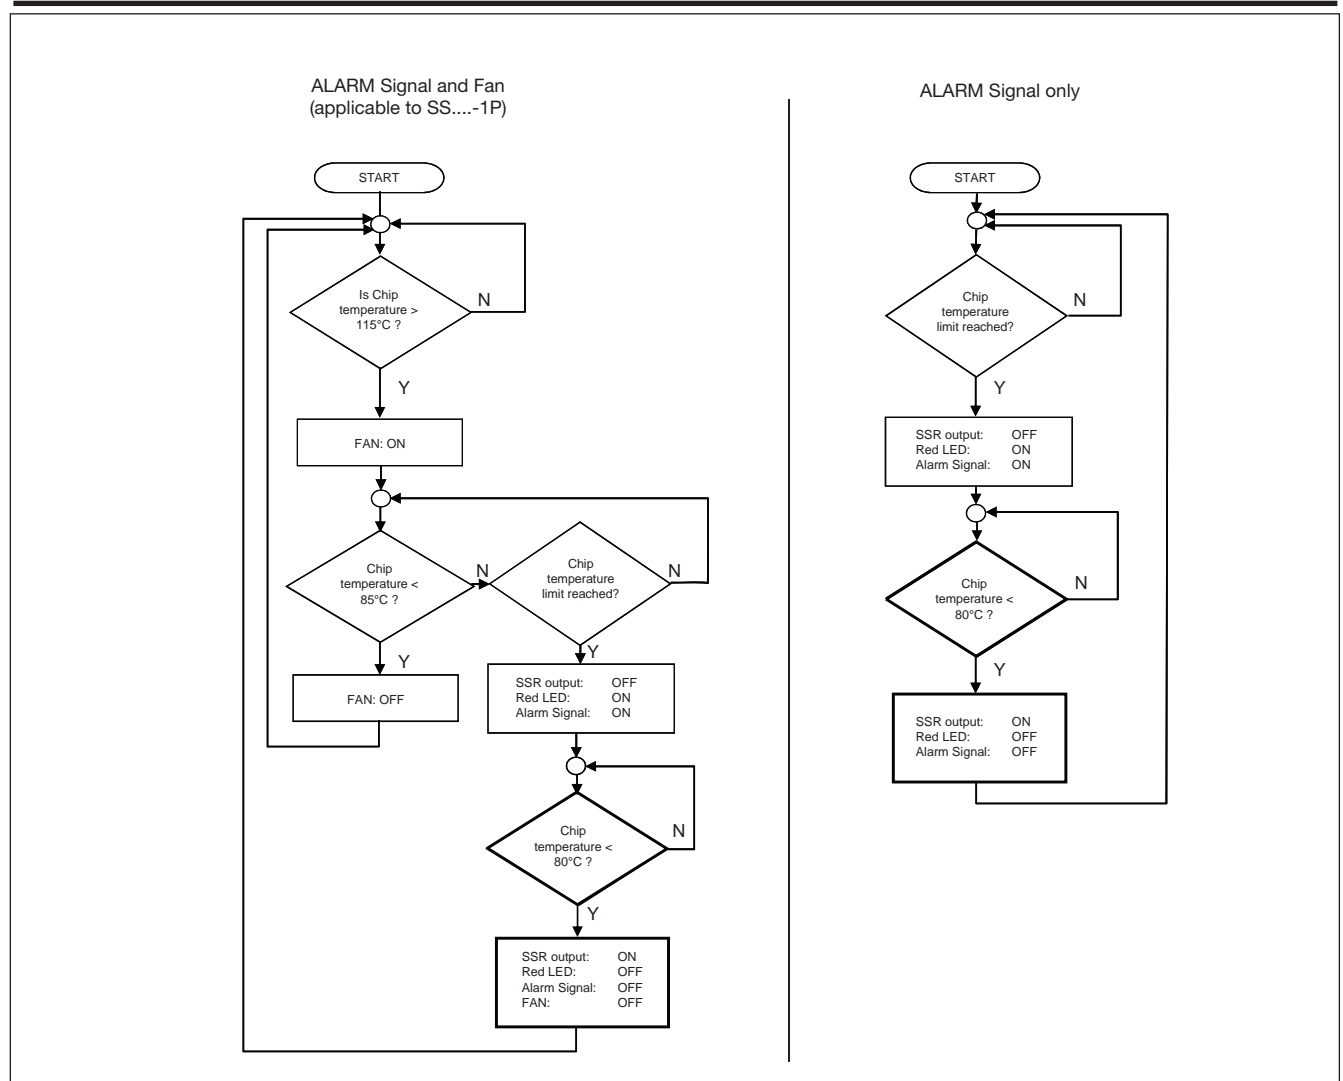 ALARM Signal and Fan
(applicable to SS....-1P)
START
Is Chip
temperature >
115°C ?
N
Y
FAN: ON
Chip
temperature <
85°C ?
N
Chip
temperature
limit reached?
N
Y
Y
FAN: OFF
SSR output: OFF
Red LED: ON
Alarm Signal: ON
Chip
temperature <
80°C ?
N
Y
SSR output: ON
Red LED: OFF
Alarm Signal: OFF
FAN: OFF
ALARM Signal only
START
Chip
temperature
limit reached?
N
Y
SSR output: OFF
Red LED: ON
Alarm Signal: ON
Chip
temperature <
80°C ?
N
Y
SSR output: ON
Red LED: OFF
Alarm Signal: OFF